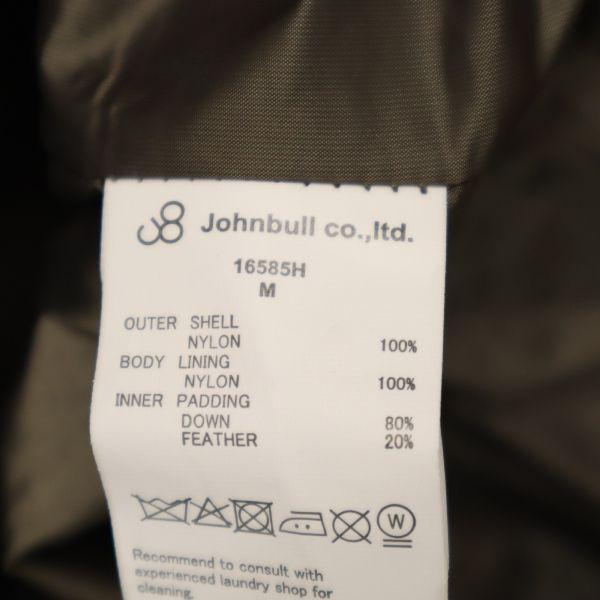 Johnbull co.,ltd.
16585H
M
OUTER SHELL
NYLON 100%
BODY LINING
NYLON 100%
INNER PADDING
DOWN 80%
FEATHER 20%
W
Recommend to consult with
experienced laundry shop for
cleaning.